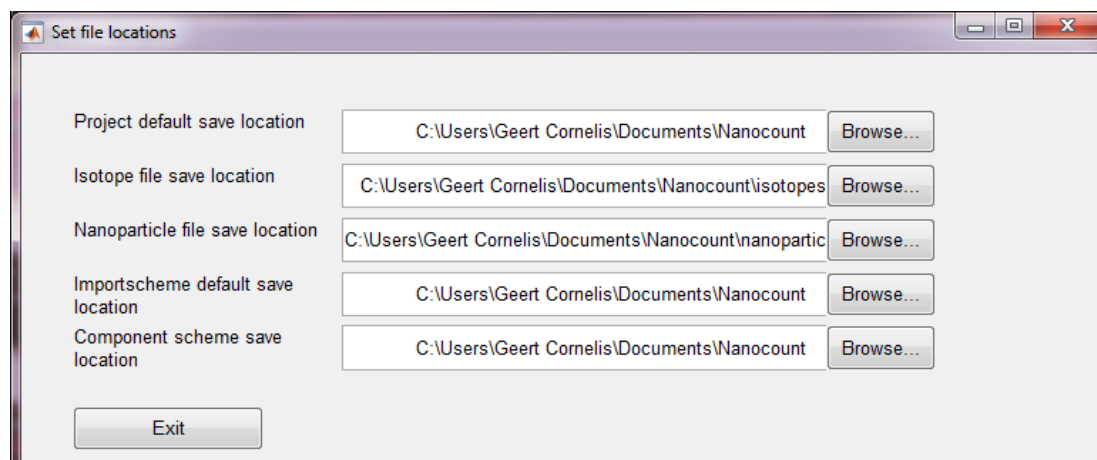 Set file locations
Project default save location
C:\Users\Geert Cornelis\Documents\Nanocount
Browse...
Isotope file save location
C:\Users\Geert Cornelis\Documents\Nanocount\isotopes
Browse...
Nanoparticle file save location
C:\Users\Geert Cornelis\Documents\Nanocount\nanopartic
Browse...
Importscheme default save
location
C:\Users\Geert Cornelis\Documents\Nanocount
Browse...
Component scheme save
location
C:\Users\Geert Cornelis\Documents\Nanocount
Browse...
Exit